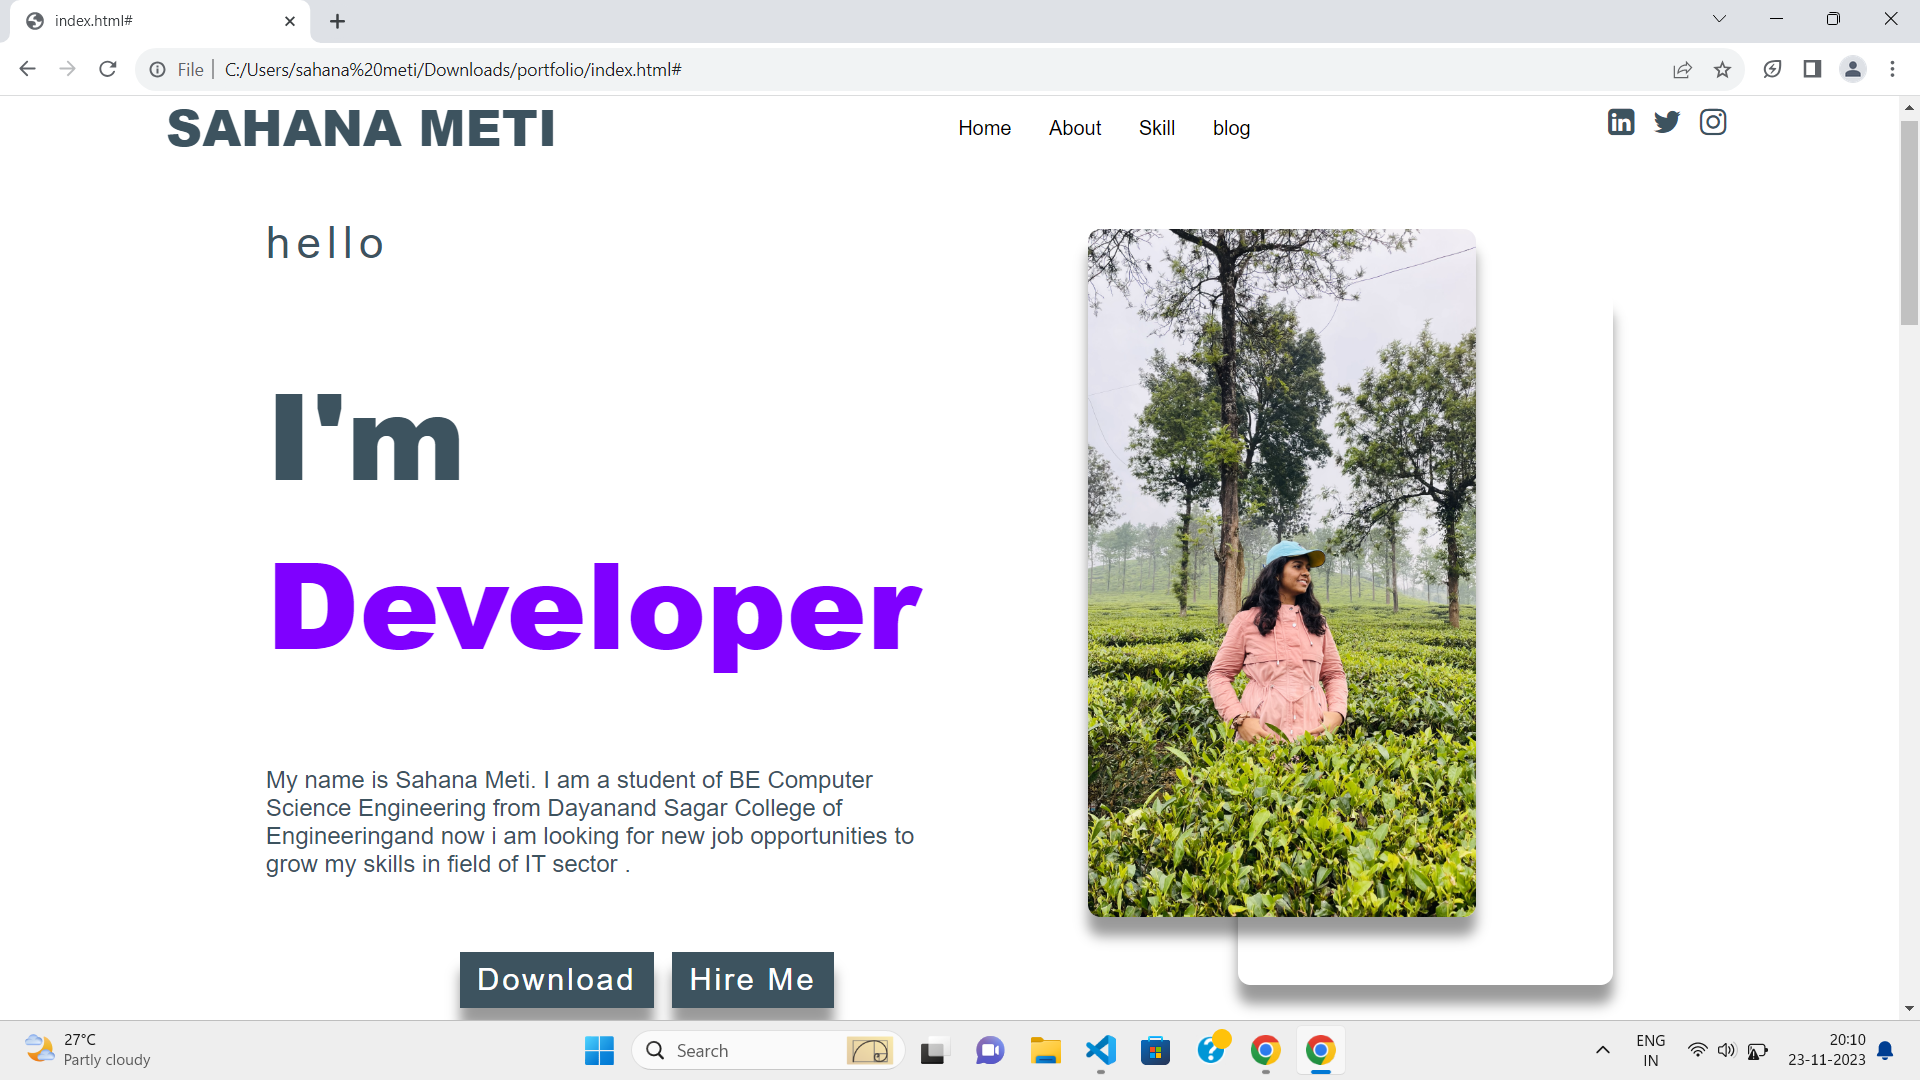 index.html#
File
C:/Users/sahana%20meti/Downloads/portfolio/index.html#
SAHANA METI
Home About Skill blog
hello
I'm
Developer
My name is Sahana Meti. I am a student of BE Computer
Science Engineering from Dayanand Sagar College of
Engineeringand now i am looking for new job opportunities to
grow my skills in field of IT sector .
Download Hire Me
27°C
Partly cloudy
Search
ENG
IN
20:10
23-11-2023